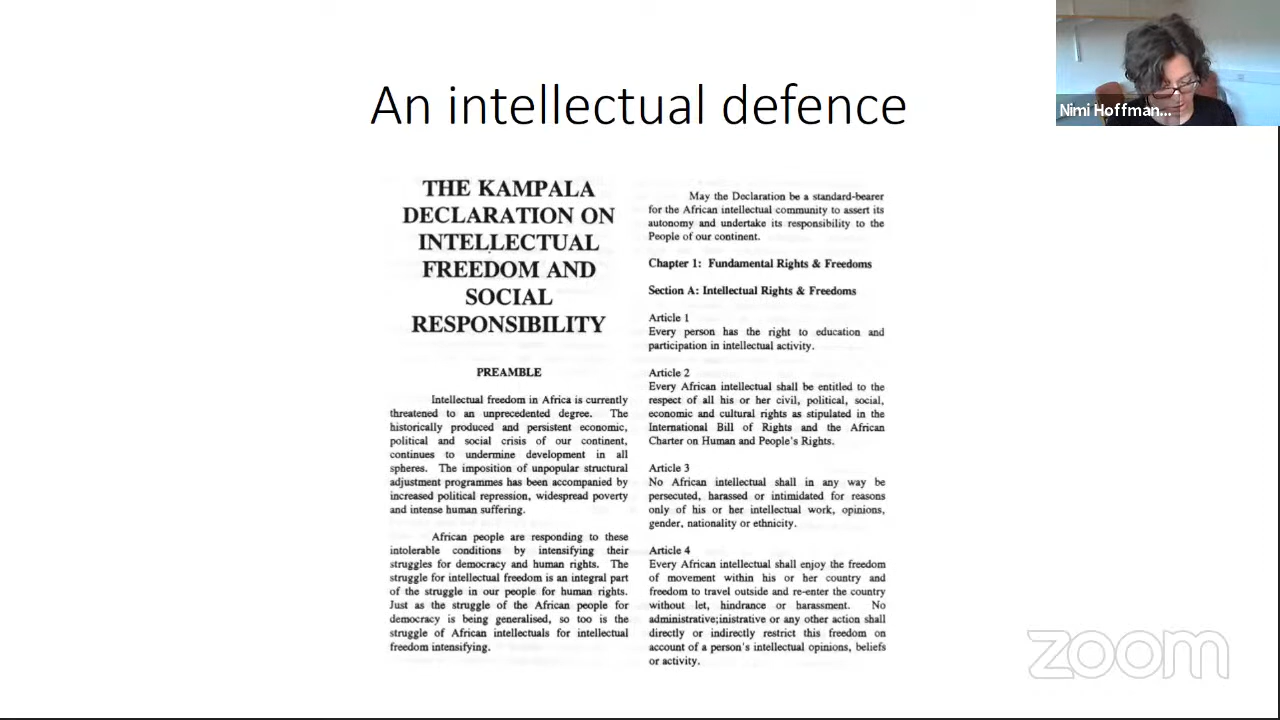 An intellectual defence
Nimi Hoffman...
THE KAMPALA
DECLARATION ON
INTELLECTUAL
FREEDOM AND
SOCIAL
RESPONSIBILITY
PREAMBLE
Intellectual freedom in Africa is currently
threatened to an unprecedented degree. The
historically produced and persistent economic,
political and social crisis of our continent,
continues to undermine development in all
spheres. The imposition of unpopular structural
adjustment programmes has been accompanied by
increased political repression, widespread poverty
and intense human suffering.
African people are responding to these
intolerable conditions by intensifying their
struggles for democracy and human rights. The
struggle for intellectual freedom is an integral part
of the struggle in our people for human rights.
Just as the struggle of the African people for
democracy is being generalised, so too is the
struggle of African intellectuals for intellectual
freedom intensifying.
May the Declaration be a standard-bearer
for the African intellectual community to assert its
autonomy and undertake its responsibility to the
People of our continent.
Chapter 1: Fundamental Rights & Freedoms
Section A: Intellectual Rights & Freedoms
Article 1
Every person has the right to education and
participation in intellectual activity.
Article 2
Every African intellectual shall be entitled to the
respect of all his or her civil, political, social,
economic and cultural rights as stipulated in the
International Bill of Rights and the African
Charter on Human and People's Rights.
Article 3
No African intellectual shall in any way be
persecuted, harassed or intimidated for reasons
only of his or her intellectual work, opinions,
gender, nationality or ethnicity.
Article 4
Every African intellectual shall enjoy the freedom
of movement within his or her country and
freedom to travel outside and re-enter the country
without let, hindrance or harassment. No
administrative;inistrative or any other action shall
directly or indirectly restrict this freedom on
account of a person's intellectual opinions, beliefs
or activity.
zoom